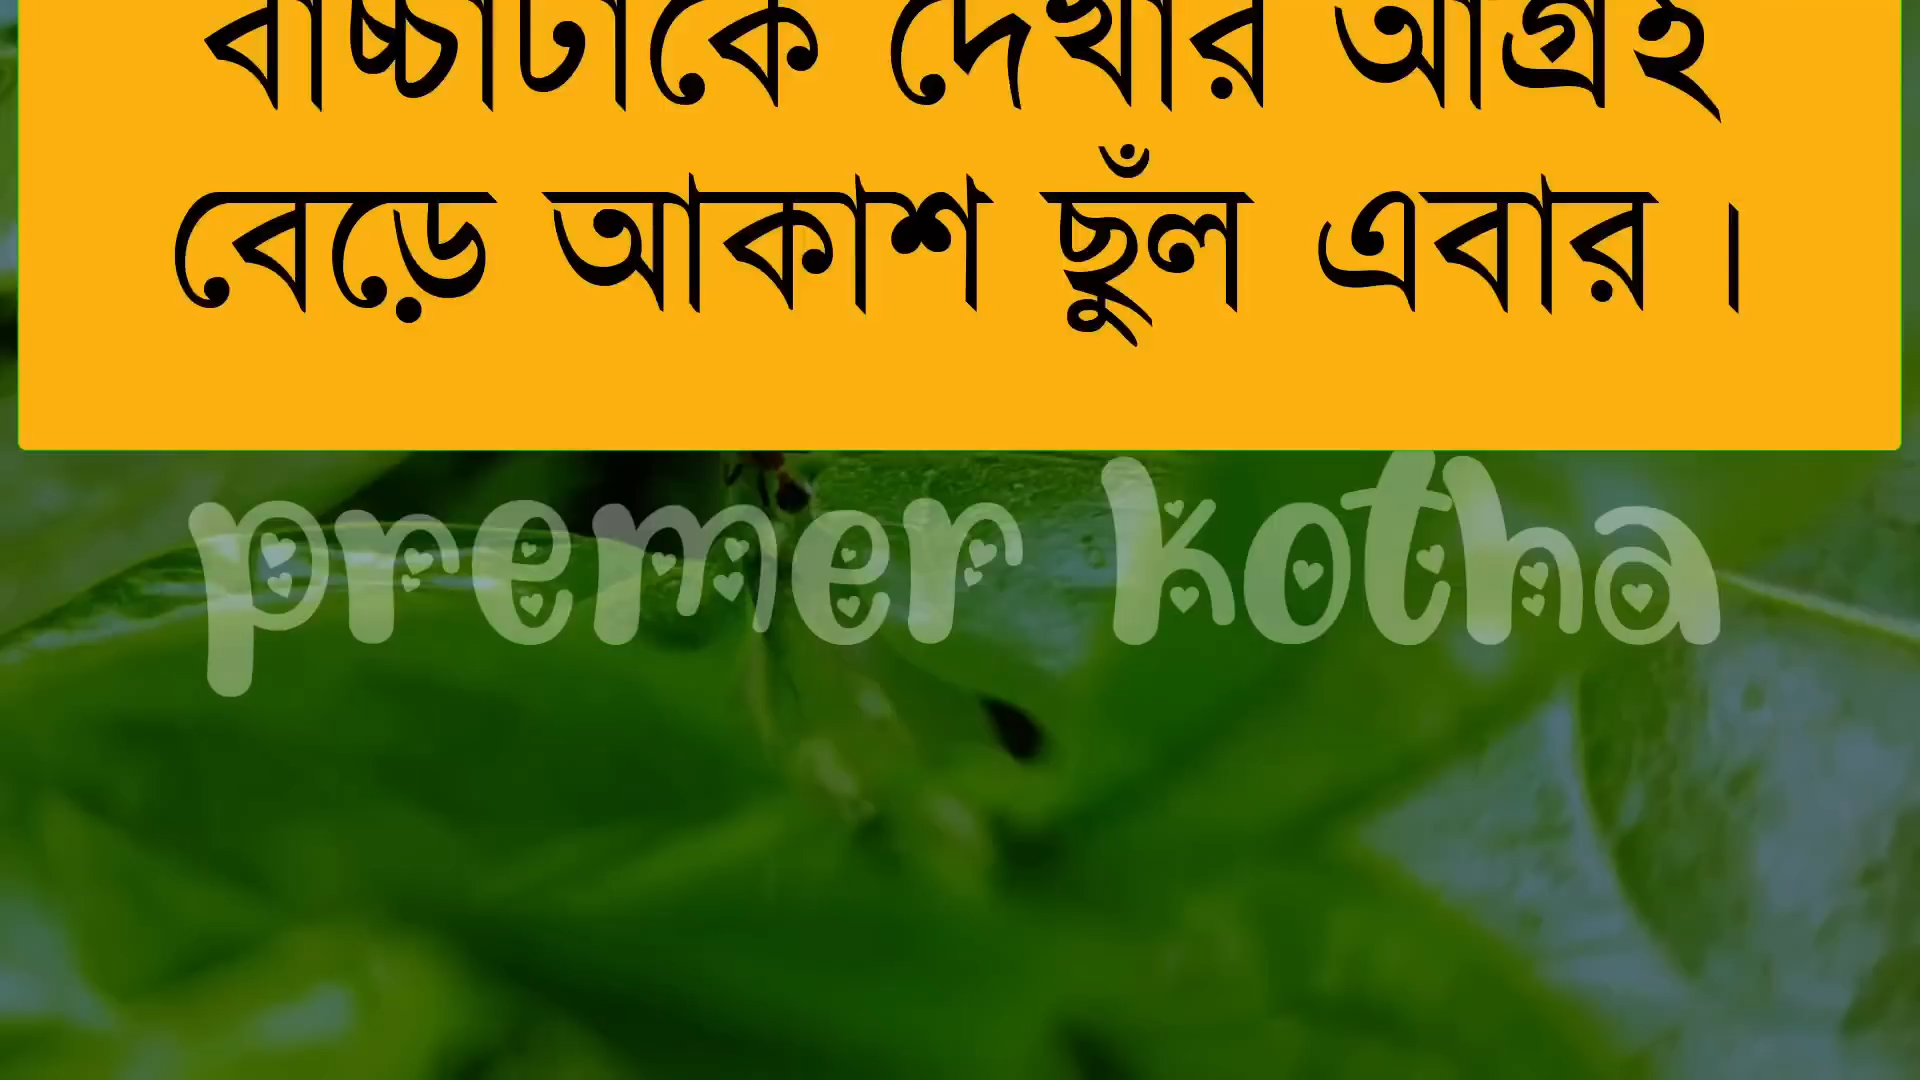 বাচ্চাটাকে দেখার আগ্রহ
বেড়ে আকাশ ছুঁল এবার ।
premer kotha